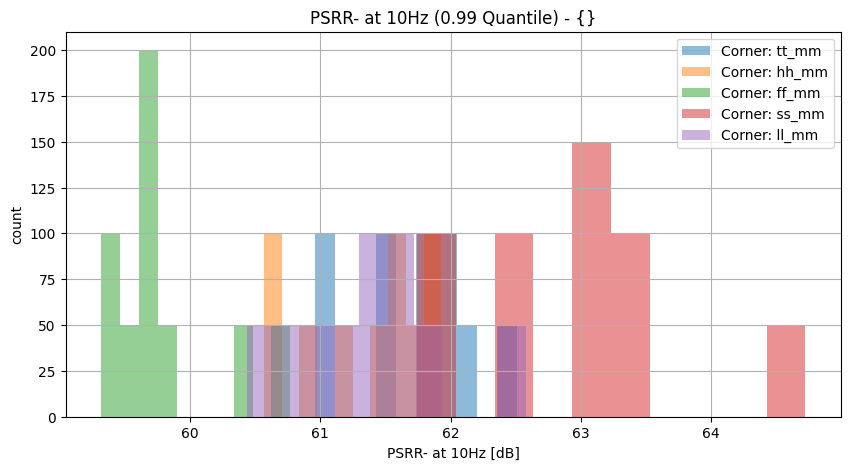 PSRR- at 10Hz (0.99 Quantile) - {}
200
175
150
125
100
75
50
25
0
count
Corner: tt_mm
Corner: hh_mm
Corner: ff_mm
Corner: ss_mm
Corner: ll_mm
60
61
62
63
64
PSRR- at 10Hz [dB]